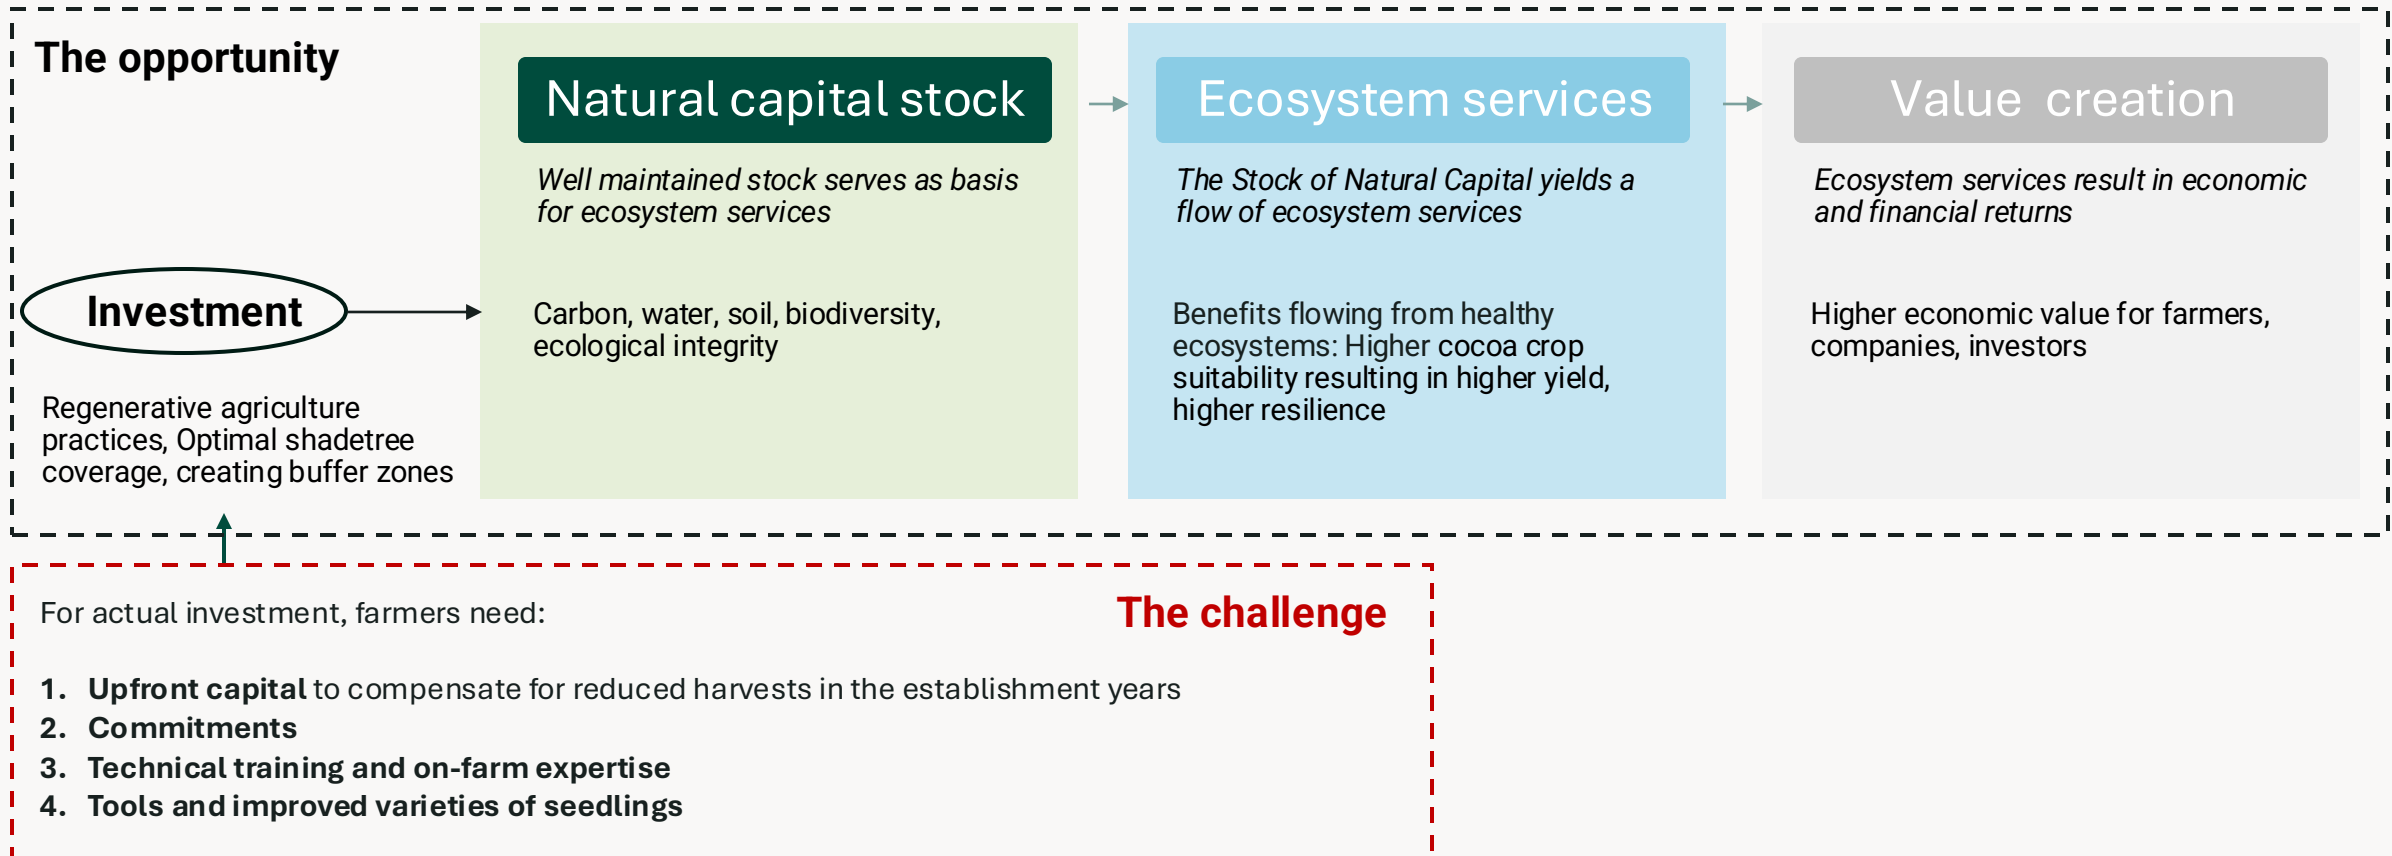 The opportunity
Natural capital stock
Well maintained stock serves as basis
for ecosystem services
Carbon, water, soil, biodiversity,
ecological integrity
Ecosystem services
The Stock of Natural Capital yields a
flow of ecosystem services
Benefits flowing from healthy
ecosystems: Higher cocoa crop
suitability resulting in higher yield,
higher resilience
Value  creation
Ecosystem services result in economic
and financial returns
Higher economic value for farmers,
companies, investors
Investment
Regenerative agriculture
practices, Optimal shadetree
coverage, creating buffer zones
The challenge
For actual investment, farmers need:
1. Upfront capital to compensate for reduced harvests in the establishment years
2. Commitments
3. Technical training and on-farm expertise
4. Tools and improved varieties of seedlings